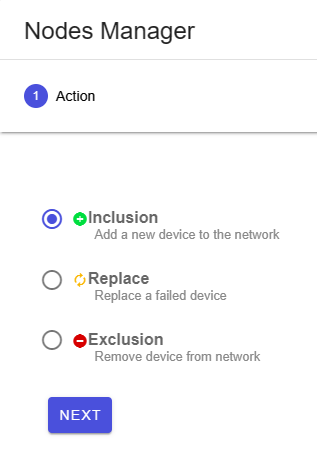 Nodes Manager
1 Action
Inclusion
Add a new device to the network
Replace
Replace a failed device
Exclusion
Remove device from network
NEXT